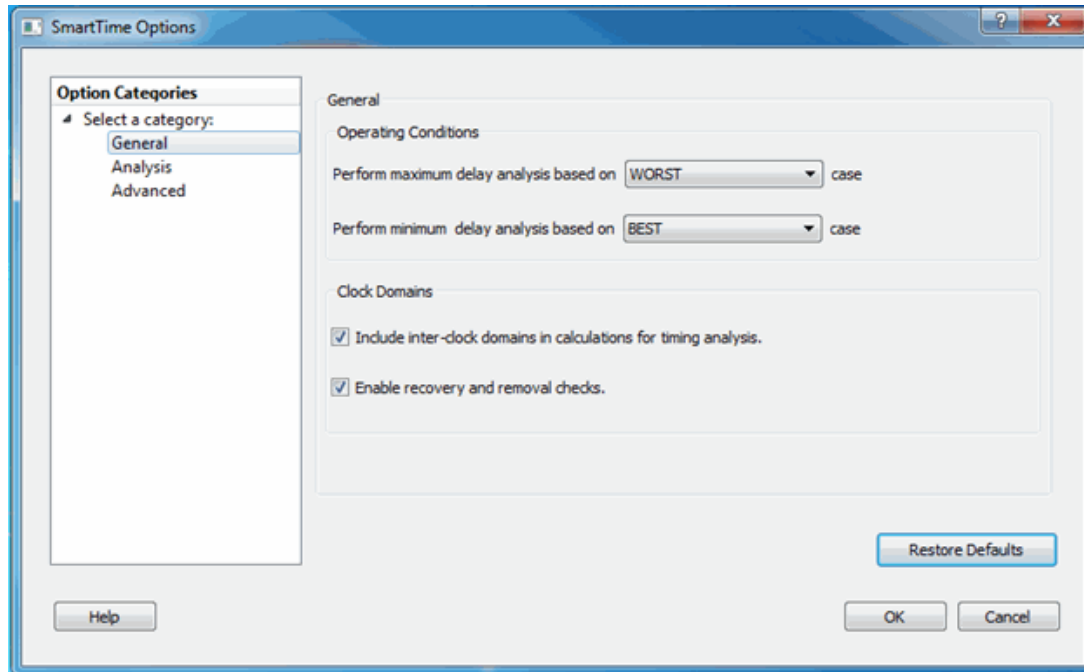 SmartTime Options
Option Categories
Select a category:
General
Analysis
Advanced
General
Operating Conditions
Perform maximum delay analysis based on WORST case
Perform minimum delay analysis based on BEST case
Clock Domains
Include inter-clock domains in calculations for timing analysis.
Enable recovery and removal checks.
Restore Defaults
Help OK Cancel